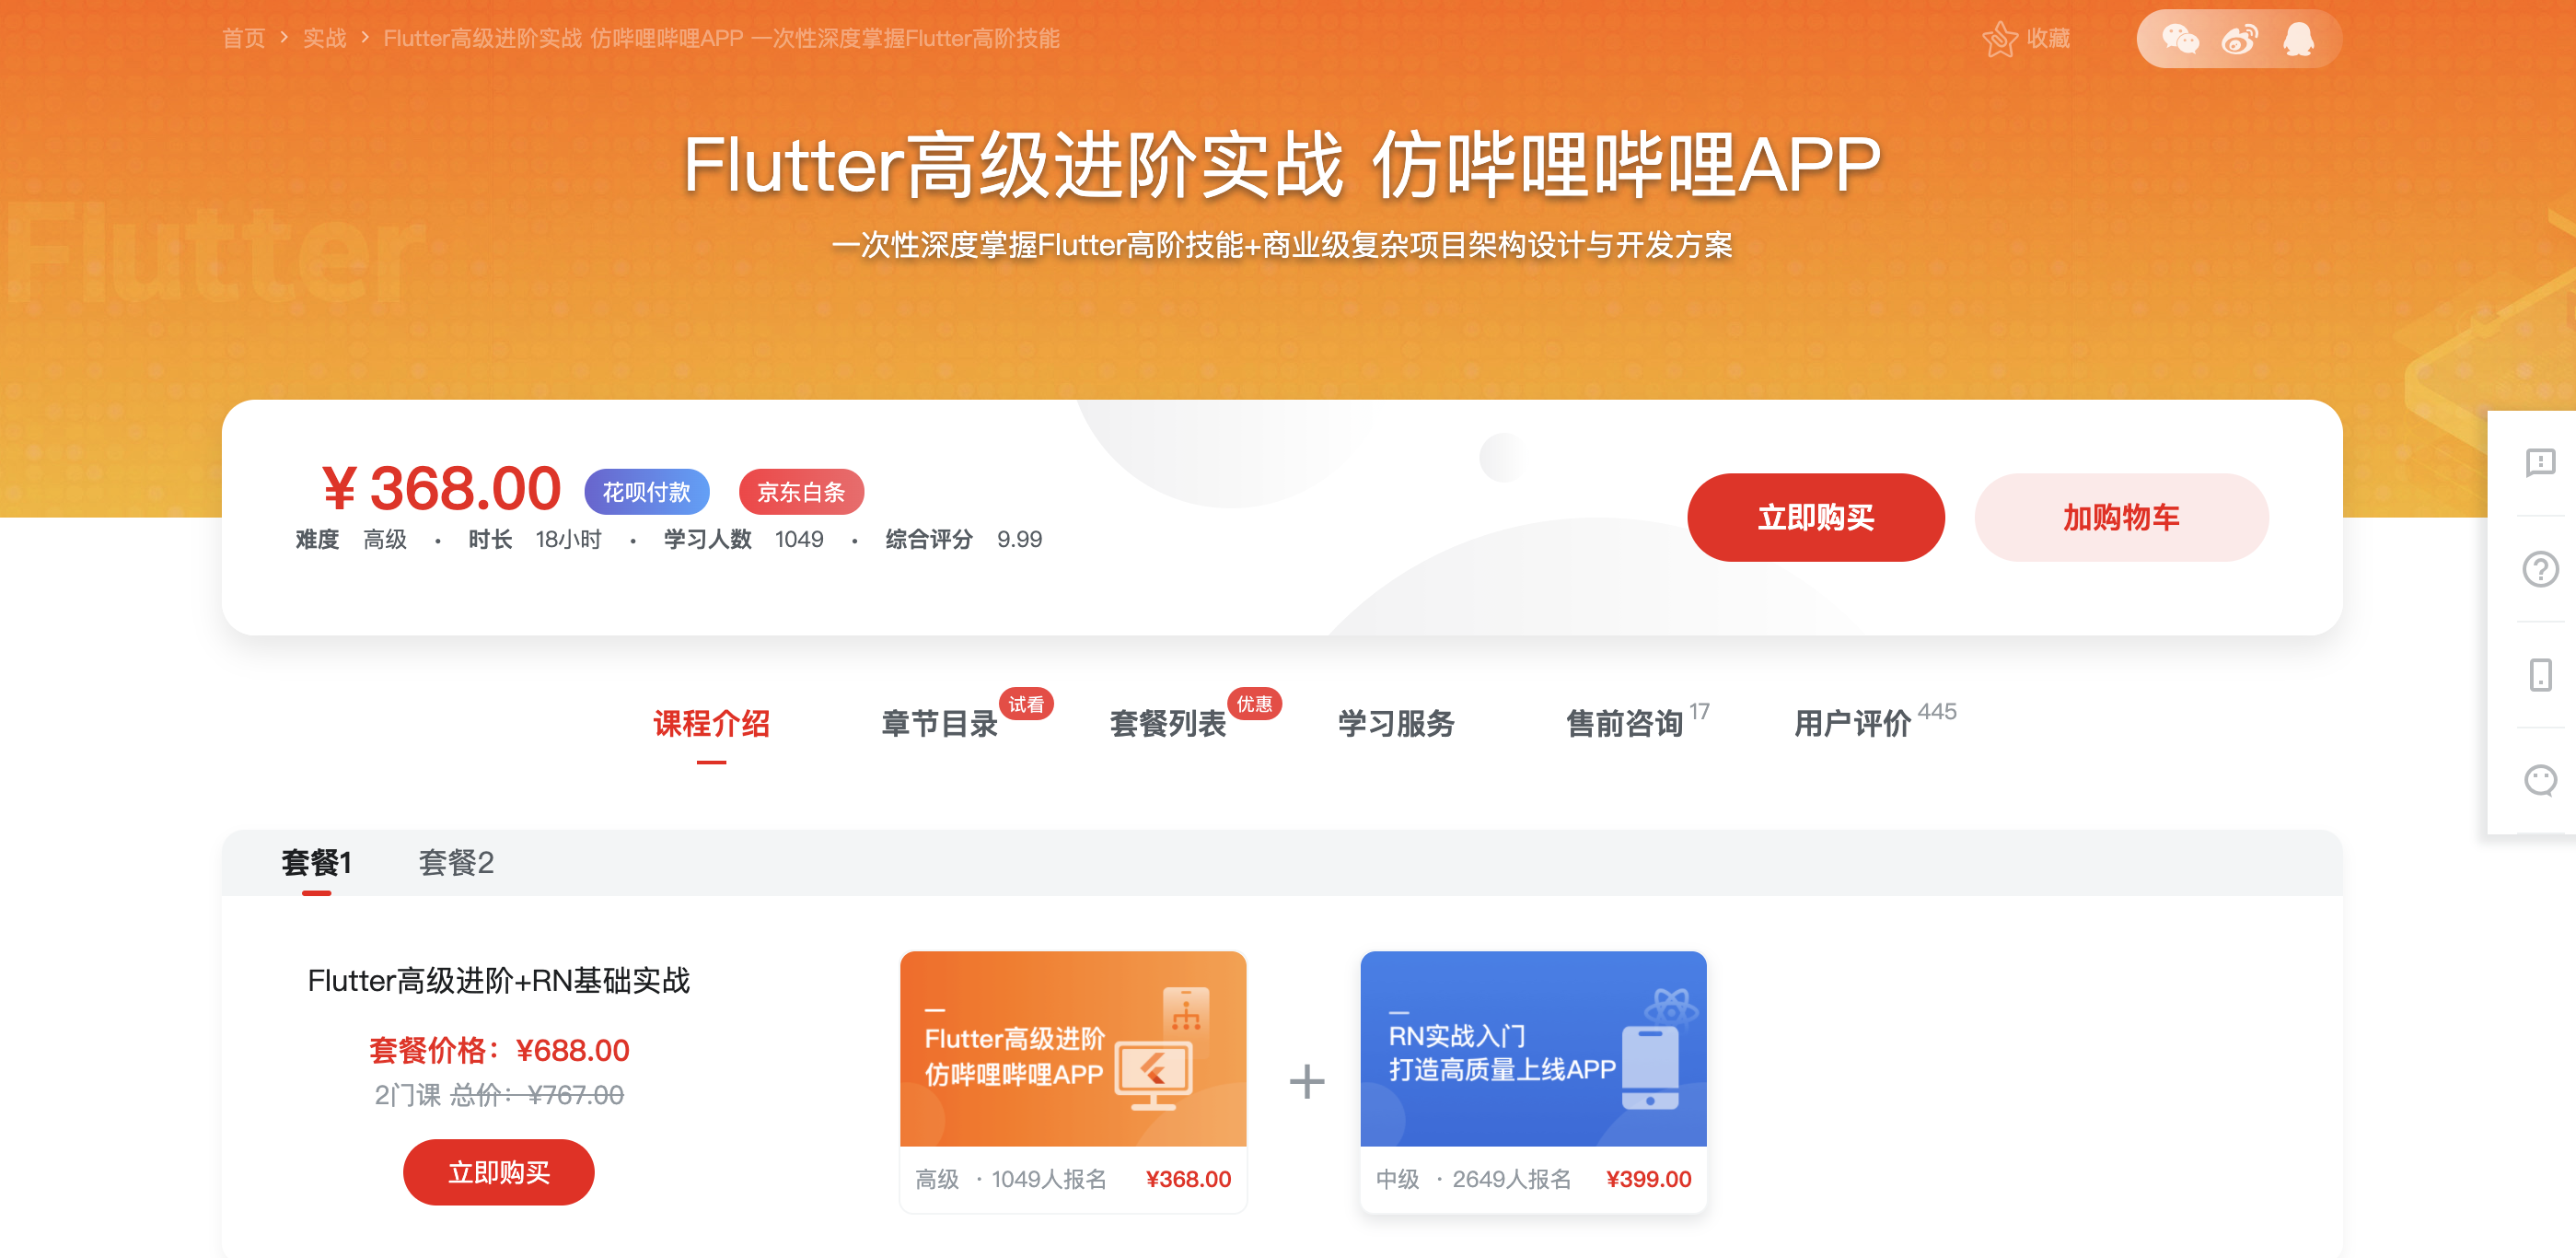 首页 > 实战 > Flutter高级进阶实战 仿哔哩哔哩APP 一次性深度掌握Flutter高阶技能
收藏
Flutter高级进阶实战 仿哔哩哔哩APP
一次性深度掌握Flutter高阶技能+商业级复杂项目架构设计与开发方案
Flutter
¥ 368.00 花呗付款 京东白条
难度 高级 · 时长 18小时 · 学习人数 1049 · 综合评分 9.99
立即购买 加购物车
课程介绍 章节目录 试看 套餐列表 优惠 学习服务 售前咨询 17 用户评价 445
套餐1 套餐2
Flutter高级进阶+RN基础实战
套餐价格：¥688.00
2门课 总价：¥767.00
立即购买
Flutter高级进阶
仿哔哩哔哩APP
高级 · 1049人报名 ¥368.00
+
RN实战入门
打造高质量上线APP
中级 · 2649人报名 ¥399.00